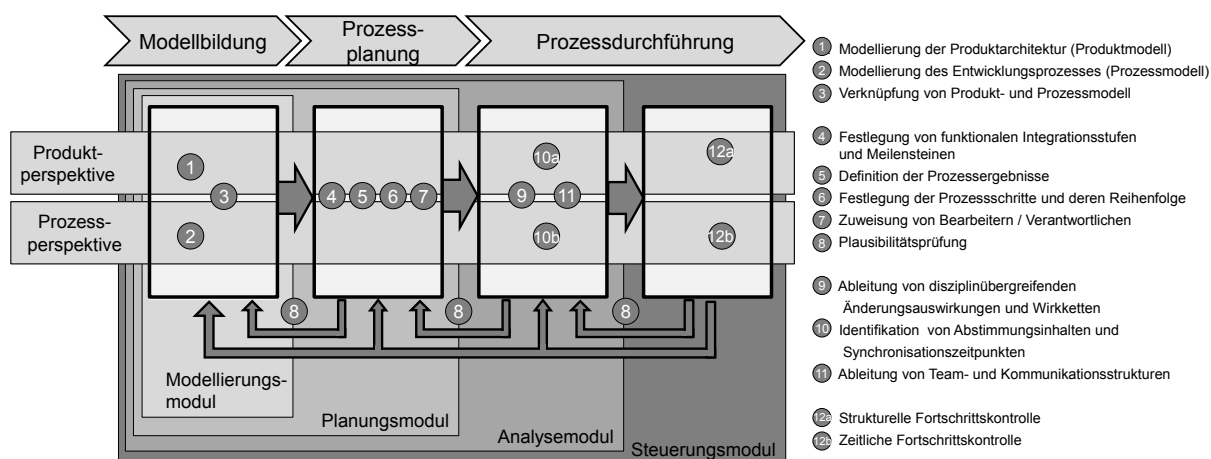 Modellbildung
Prozess-
planung
Prozessdurchführung
Produkt-
perspektive
Prozess-
perspektive
1
2
3
4
5
6
7
9
10a
10b
11
12a
12b
8
8
8
Modellierungs-
modul
Planungsmodul
Analysemodul
Steuerungsmodul
1 Modellierung der Produktarchitektur (Produktmodell)
2 Modellierung des Entwicklungsprozesses (Prozessmodell)
3 Verknüpfung von Produkt- und Prozessmodell
4 Festlegung von funktionalen Integrationsstufen
und Meilensteinen
5 Definition der Prozessergebnisse
6 Festlegung der Prozessschritte und deren Reihenfolge
7 Zuweisung von Bearbeitern / Verantwortlichen
8 Plausibilitätsprüfung
9 Ableitung von disziplinübergreifenden
Änderungsauswirkungen und Wirkketten
10 Identifikation von Abstimmungsinhalten und
Synchronisationszeitpunkten
11 Ableitung von Team- und Kommunikationsstrukturen
12a Strukturelle Fortschrittskontrolle
12b Zeitliche Fortschrittskontrolle